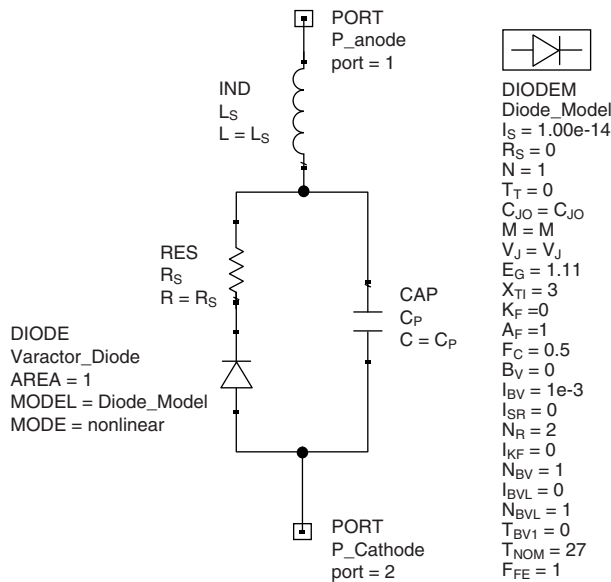 PORT
P_anode
port = 1
IND
LS
L = LS
RES
RS
R = RS
CAP
CP
C = CP
DIODE
Varactor_Diode
AREA = 1
MODEL = Diode_Model
MODE = nonlinear
PORT
P_Cathode
port = 2
DIODEM
Diode_Model
IS = 1.00e-14
RS = 0
N = 1
TT = 0
CJO = CJO
M = M
VJ = VJ
EG = 1.11
XTI = 3
KF =0
AF =1
FC = 0.5
BV = 0
IBV = 1e-3
ISR = 0
NR = 2
IKF = 0
NBV = 1
IBVL = 0
NBVL = 1
TBV1 = 0
TNOM = 27
FFE = 1